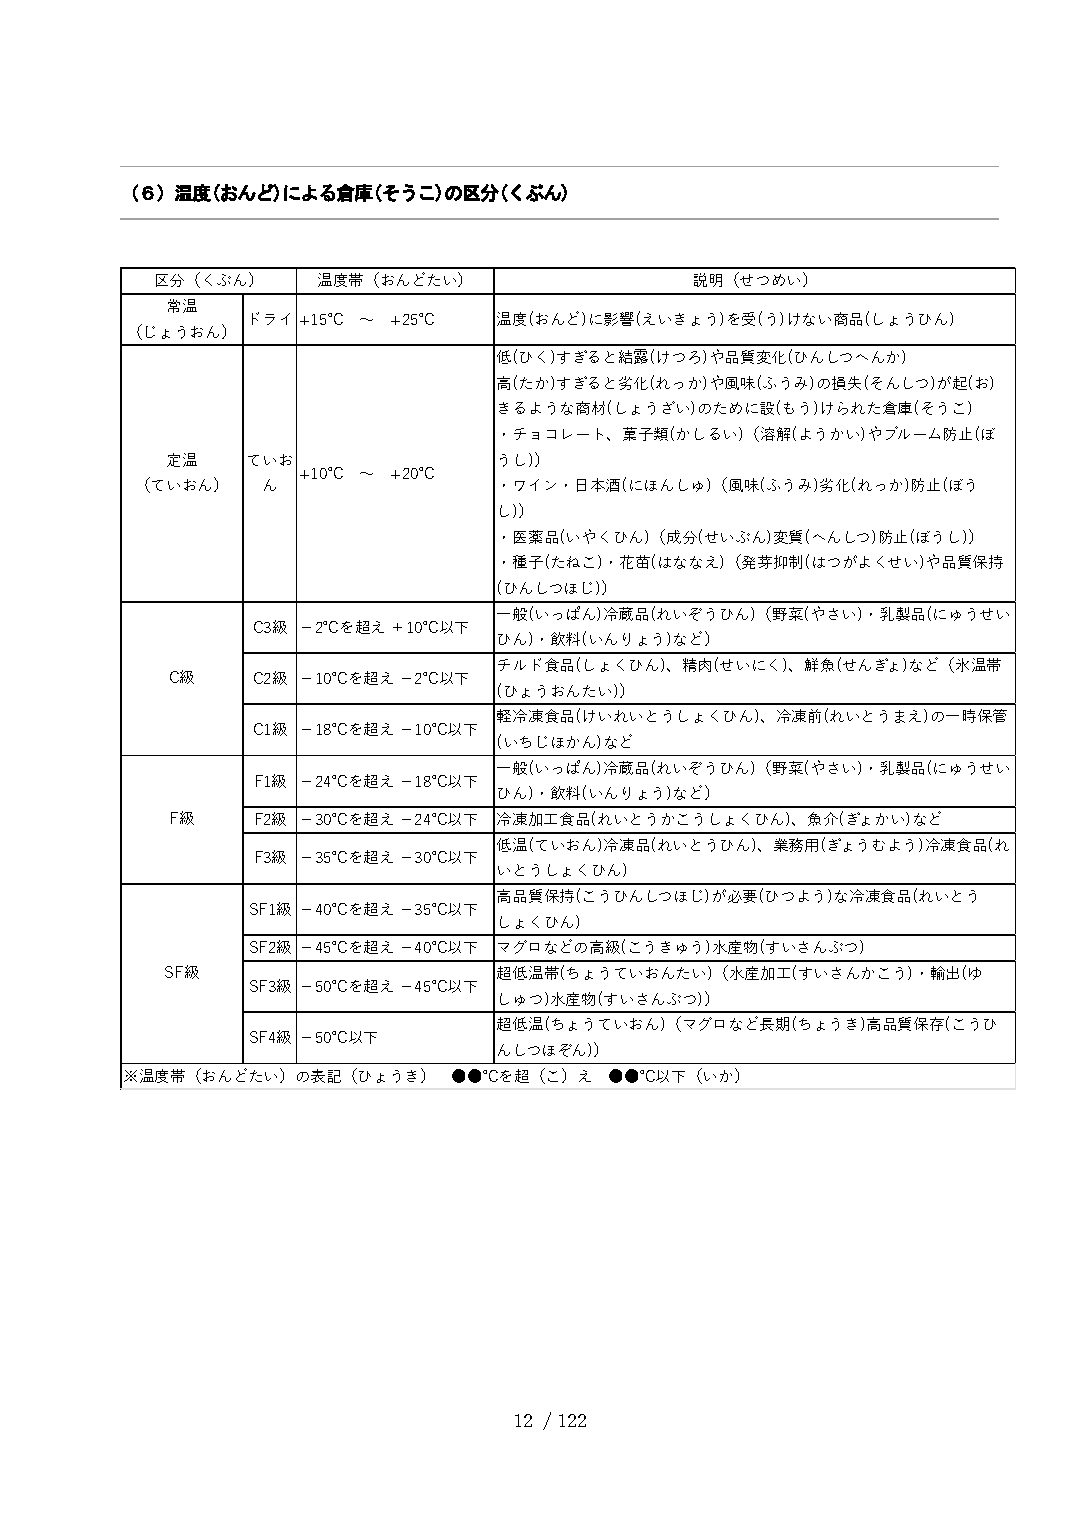 （６）温度(おんど)による倉庫(そうこ)の区分(くぶん)
区分（くぶん） 温度帯（おんどたい） 説明（せつめい）
常温
（じょうおん）
ドライ +15℃　～　+25℃ 温度(おんど)に影響(えいきょう)を受(う)けない商品(しょうひん)
定温
（ていおん）
ていお
ん
+10℃　～　+20℃
低(ひく)すぎると結露(けつろ)や品質変化(ひんしつへんか)
高(たか)すぎると劣化(れっか)や風味(ふうみ)の損失(そんしつ)が起(お)
きるような商材(しょうざい)のために設(もう)けられた倉庫(そうこ)
・チョコレート、菓子類(かしるい)（溶解(ようかい)やブルーム防止(ぼ
うし)）
・ワイン・日本酒(にほんしゅ)（風味(ふうみ)劣化(れっか)防止(ぼう
し)）
・医薬品(いやくひん)（成分(せいぶん)変質(へんしつ)防止(ぼうし)）
・種子(たねこ)・花苗(はななえ)（発芽抑制(はつがよくせい)や品質保持
(ひんしつほじ)）
C級
C3級 －2℃を超え ＋10℃以下
一般(いっぱん)冷蔵品(れいぞうひん)（野菜(やさい)・乳製品(にゅうせい
ひん)・飲料(いんりょう)など）
C2級 －10℃を超え －2℃以下
チルド食品(しょくひん)、精肉(せいにく)、鮮魚(せんぎょ)など（氷温帯
(ひょうおんたい)）
C1級 －18℃を超え －10℃以下
軽冷凍食品(けいれいとうしょくひん)、冷凍前(れいとうまえ)の一時保管
(いちじほかん)など
F級
F1級 －24℃を超え －18℃以下
一般(いっぱん)冷蔵品(れいぞうひん)（野菜(やさい)・乳製品(にゅうせい
ひん)・飲料(いんりょう)など）
F2級 －30℃を超え －24℃以下 冷凍加工食品(れいとうかこうしょくひん)、魚介(ぎょかい)など
F3級 －35℃を超え －30℃以下
低温(ていおん)冷凍品(れいとうひん)、業務用(ぎょうむよう)冷凍食品(れ
いとうしょくひん)
SF級
SF1級 －40℃を超え －35℃以下
高品質保持(こうひんしつほじ)が必要(ひつよう)な冷凍食品(れいとう
しょくひん)
SF2級 －45℃を超え －40℃以下 マグロなどの高級(こうきゅう)水産物(すいさんぶつ)
SF3級 －50℃を超え －45℃以下
超低温帯(ちょうていおんたい)（水産加工(すいさんかこう)・輸出(ゆ
しゅつ)水産物(すいさんぶつ)）
SF4級 －50℃以下
超低温(ちょうていおん)（マグロなど長期(ちょうき)高品質保存(こうひ
んしつほぞん)）
※温度帯（おんどたい）の表記（ひょうき）　●●℃を超（こ）え　●●℃以下（いか）
12 / 122